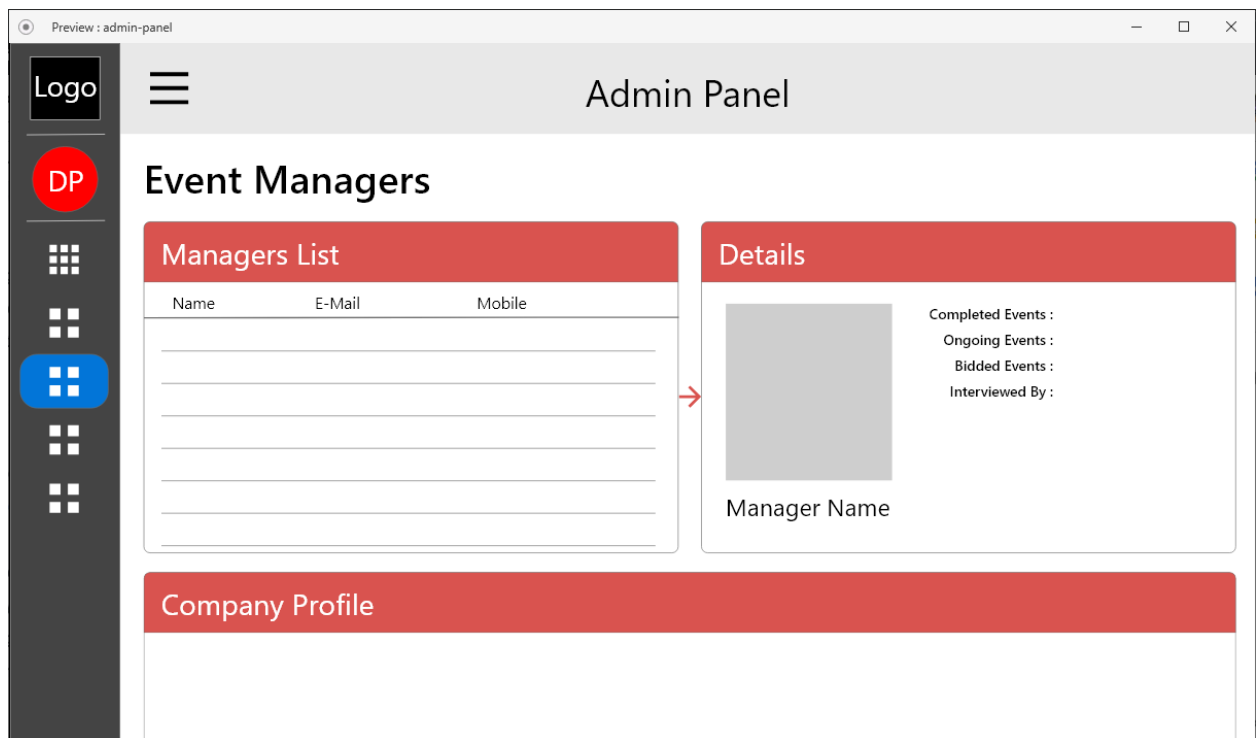 Preview : admin-panel
Logo
Admin Panel
DP
Event Managers
Managers List
Name E-Mail Mobile
Details
Completed Events :
Ongoing Events :
Bidded Events :
Interviewed By :
Manager Name
Company Profile